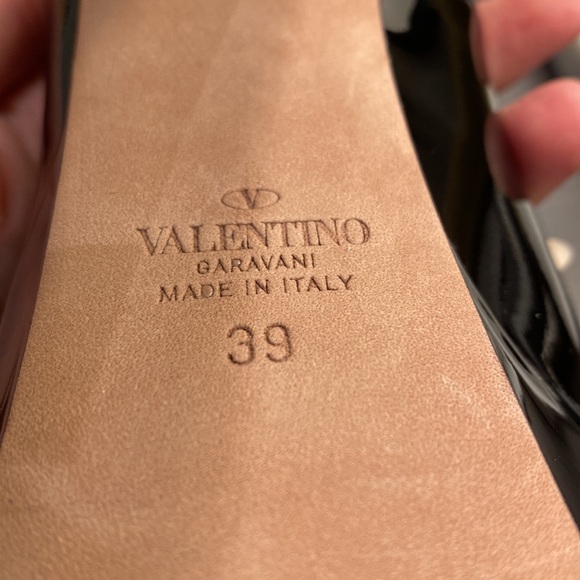 V
VALENTINO
GARAVANI
MADE IN ITALY
39